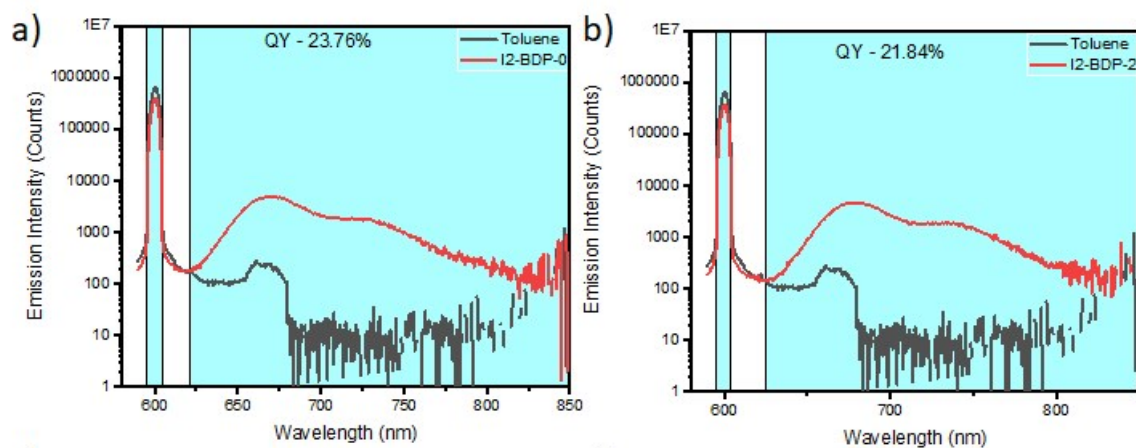 a)
QY - 23.76%
Toluene
I2-BDP-0
1E7
1000000
100000
10000
1000
100
10
1
Emission Intensity (Counts)
600 650 700 750 800 850
Wavelength (nm)
b)
QY - 21.84%
Toluene
I2-BDP-2
1E7
1000000
100000
10000
1000
100
10
1
Emission Intensity (Counts)
600 700 800
Wavelength (nm)